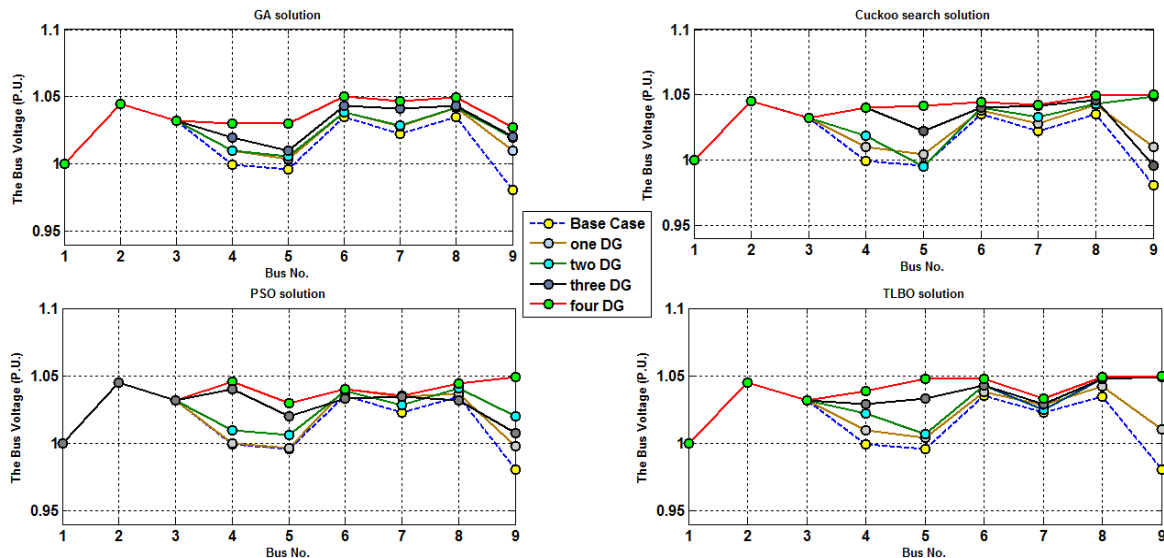 GA solution
The Bus Voltage (P.U.)
1.1
1.05
1
0.95
1 2 3 4 5 6 7 8 9
Bus No.
Cuckoo search solution
The Bus Voltage (P.U.)
1.1
1.05
1
0.95
1 2 3 4 5 6 7 8 9
Bus No.
Base Case
one DG
two DG
three DG
four DG
PSO solution
The Bus Voltage (P.U.)
1.1
1.05
1
0.95
1 2 3 4 5 6 7 8 9
Bus No.
TLBO solution
The Bus Voltage (P.U.)
1.1
1.05
1
0.95
1 2 3 4 5 6 7 8 9
Bus No.